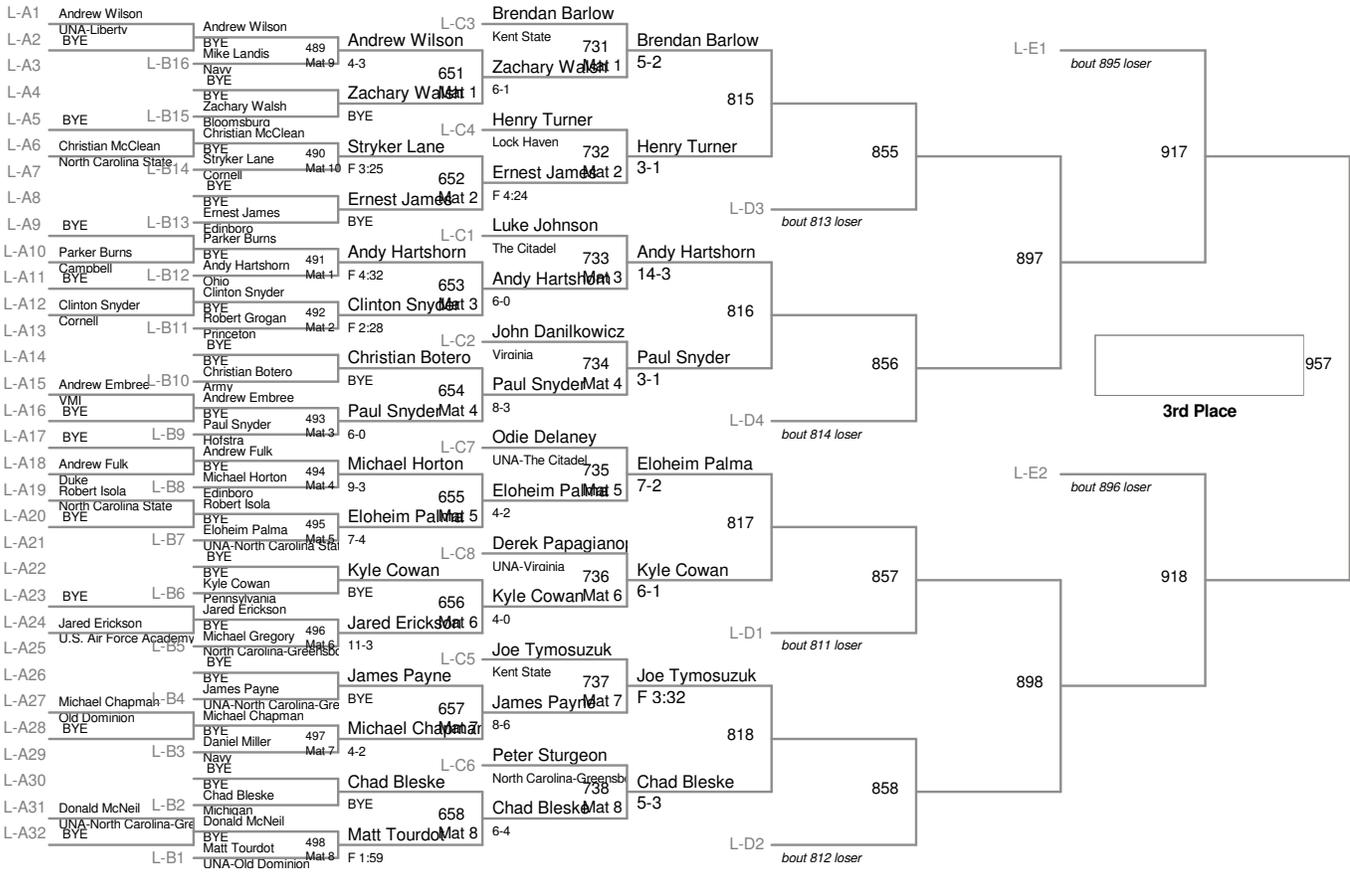 L-A1
Andrew Wilson
UNA-Liberty
L-A2
BYE
L-A3
L-A4
L-A5
BYE
L-A6
Christian McClean
North Carolina State
L-A7
L-A8
L-A9
BYE
L-A10
Parker Burns
Campbell
L-A11
BYE
L-A12
Clinton Snyder
Cornell
L-A13
L-A14
L-A15
Andrew Embree
VMI
L-A16
BYE
L-A17
BYE
L-A18
Andrew Fulk
Duke
L-A19
Robert Isola
North Carolina State
L-A20
BYE
L-A21
L-A22
L-A23
BYE
L-A24
Jared Erickson
U.S. Air Force Academy
L-A25
L-A26
L-A27
Michael Chapman
Old Dominion
L-A28
BYE
L-A29
L-A30
L-A31
Donald McNeil
UNA-North Carolina-Gre
L-A32
BYE
Andrew Wilson
BYE
489
Mike Landis
L-B16
Mat 9
Navy
BYE
BYE
Zachary Walsh
L-B15
Bloomsburg
Christian McClean
BYE
490
Stryker Lane
L-B14
Mat 10
Cornell
BYE
BYE
Ernest James
L-B13
Edinboro
Parker Burns
BYE
491
Andy Hartshorn
L-B12
Mat 1
Ohio
Clinton Snyder
BYE
492
Robert Grogan
L-B11
Mat 2
Princeton
BYE
BYE
Christian Botero
L-B10
Army
Andrew Embree
BYE
493
Paul Snyder
L-B9
Mat 3
Hofstra
Andrew Fulk
BYE
494
Michael Horton
L-B8
Mat 4
Edinboro
Robert Isola
BYE
495
Eloheim Palma
L-B7
Mat 5
UNA-North Carolina Stat
BYE
BYE
Kyle Cowan
L-B6
Pennsylvania
Jared Erickson
BYE
496
Michael Gregory
L-B5
Mat 6
North Carolina-Greensbo
BYE
BYE
James Payne
L-B4
UNA-North Carolina-Gre
Michael Chapman
BYE
497
Daniel Miller
L-B3
Mat 7
Navy
BYE
BYE
Chad Bleske
L-B2
Michigan
Donald McNeil
BYE
498
Matt Tourdot
L-B1
Mat 8
UNA-Old Dominion
Andrew Wilson
4-3
651
Mat 1
Zachary Walsh
BYE
Stryker Lane
F 3:25
652
Mat 2
Ernest James
BYE
Andy Hartshorn
F 4:32
653
Mat 3
Clinton Snyder
F 2:28
Christian Botero
BYE
654
Mat 4
Paul Snyder
6-0
Michael Horton
9-3
655
Mat 5
Eloheim Palma
7-4
Kyle Cowan
BYE
656
Mat 6
Jared Erickson
11-3
James Payne
BYE
657
Mat 7
Michael Chapman
4-2
Chad Bleske
BYE
658
Mat 8
Matt Tourdot
F 1:59
L-C3
Brendan Barlow
Kent State
731
Mat 1
Zachary Walsh
6-1
L-C4
Henry Turner
Lock Haven
732
Mat 2
Ernest James
F 4:24
L-C1
Luke Johnson
The Citadel
733
Mat 3
Andy Hartshorn
6-0
L-C2
John Danilkowicz
Virginia
734
Mat 4
Paul Snyder
8-3
L-C7
Odie Delaney
UNA-The Citadel
735
Mat 5
Eloheim Palma
4-2
L-C8
Derek Papagianop
UNA-Virginia
736
Mat 6
Kyle Cowan
4-0
L-C5
Joe Tymosuzuk
Kent State
737
Mat 7
James Payne
8-6
L-C6
Peter Sturgeon
North Carolina-Greensbo
738
Mat 8
Chad Bleske
6-4
Brendan Barlow
5-2
815
Henry Turner
3-1
Andy Hartshorn
14-3
816
Paul Snyder
3-1
Eloheim Palma
7-2
817
Kyle Cowan
6-1
Joe Tymosuzuk
F 3:32
818
Chad Bleske
5-3
855
L-D3
bout 813 loser
856
L-D4
bout 814 loser
857
L-D1
bout 811 loser
858
L-D2
bout 812 loser
897
898
L-E1
bout 895 loser
917
L-E2
bout 896 loser
918
957
3rd Place